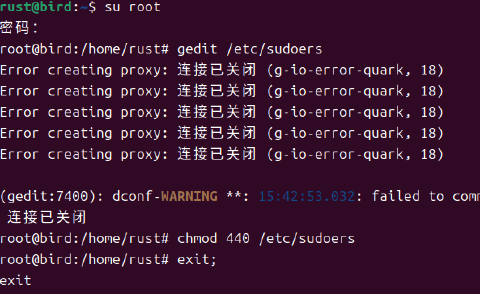 rust@bird:~$ su root
密码：
root@bird:/home/rust# gedit /etc/sudoers
Error creating proxy: 连接已关闭 (g-io-error-quark, 18)
Error creating proxy: 连接已关闭 (g-io-error-quark, 18)
Error creating proxy: 连接已关闭 (g-io-error-quark, 18)
Error creating proxy: 连接已关闭 (g-io-error-quark, 18)
Error creating proxy: 连接已关闭 (g-io-error-quark, 18)
(gedit:7400): dconf-WARNING **: 15:42:53.032: failed to com
连接已关闭
root@bird:/home/rust# chmod 440 /etc/sudoers
root@bird:/home/rust# exit;
exit